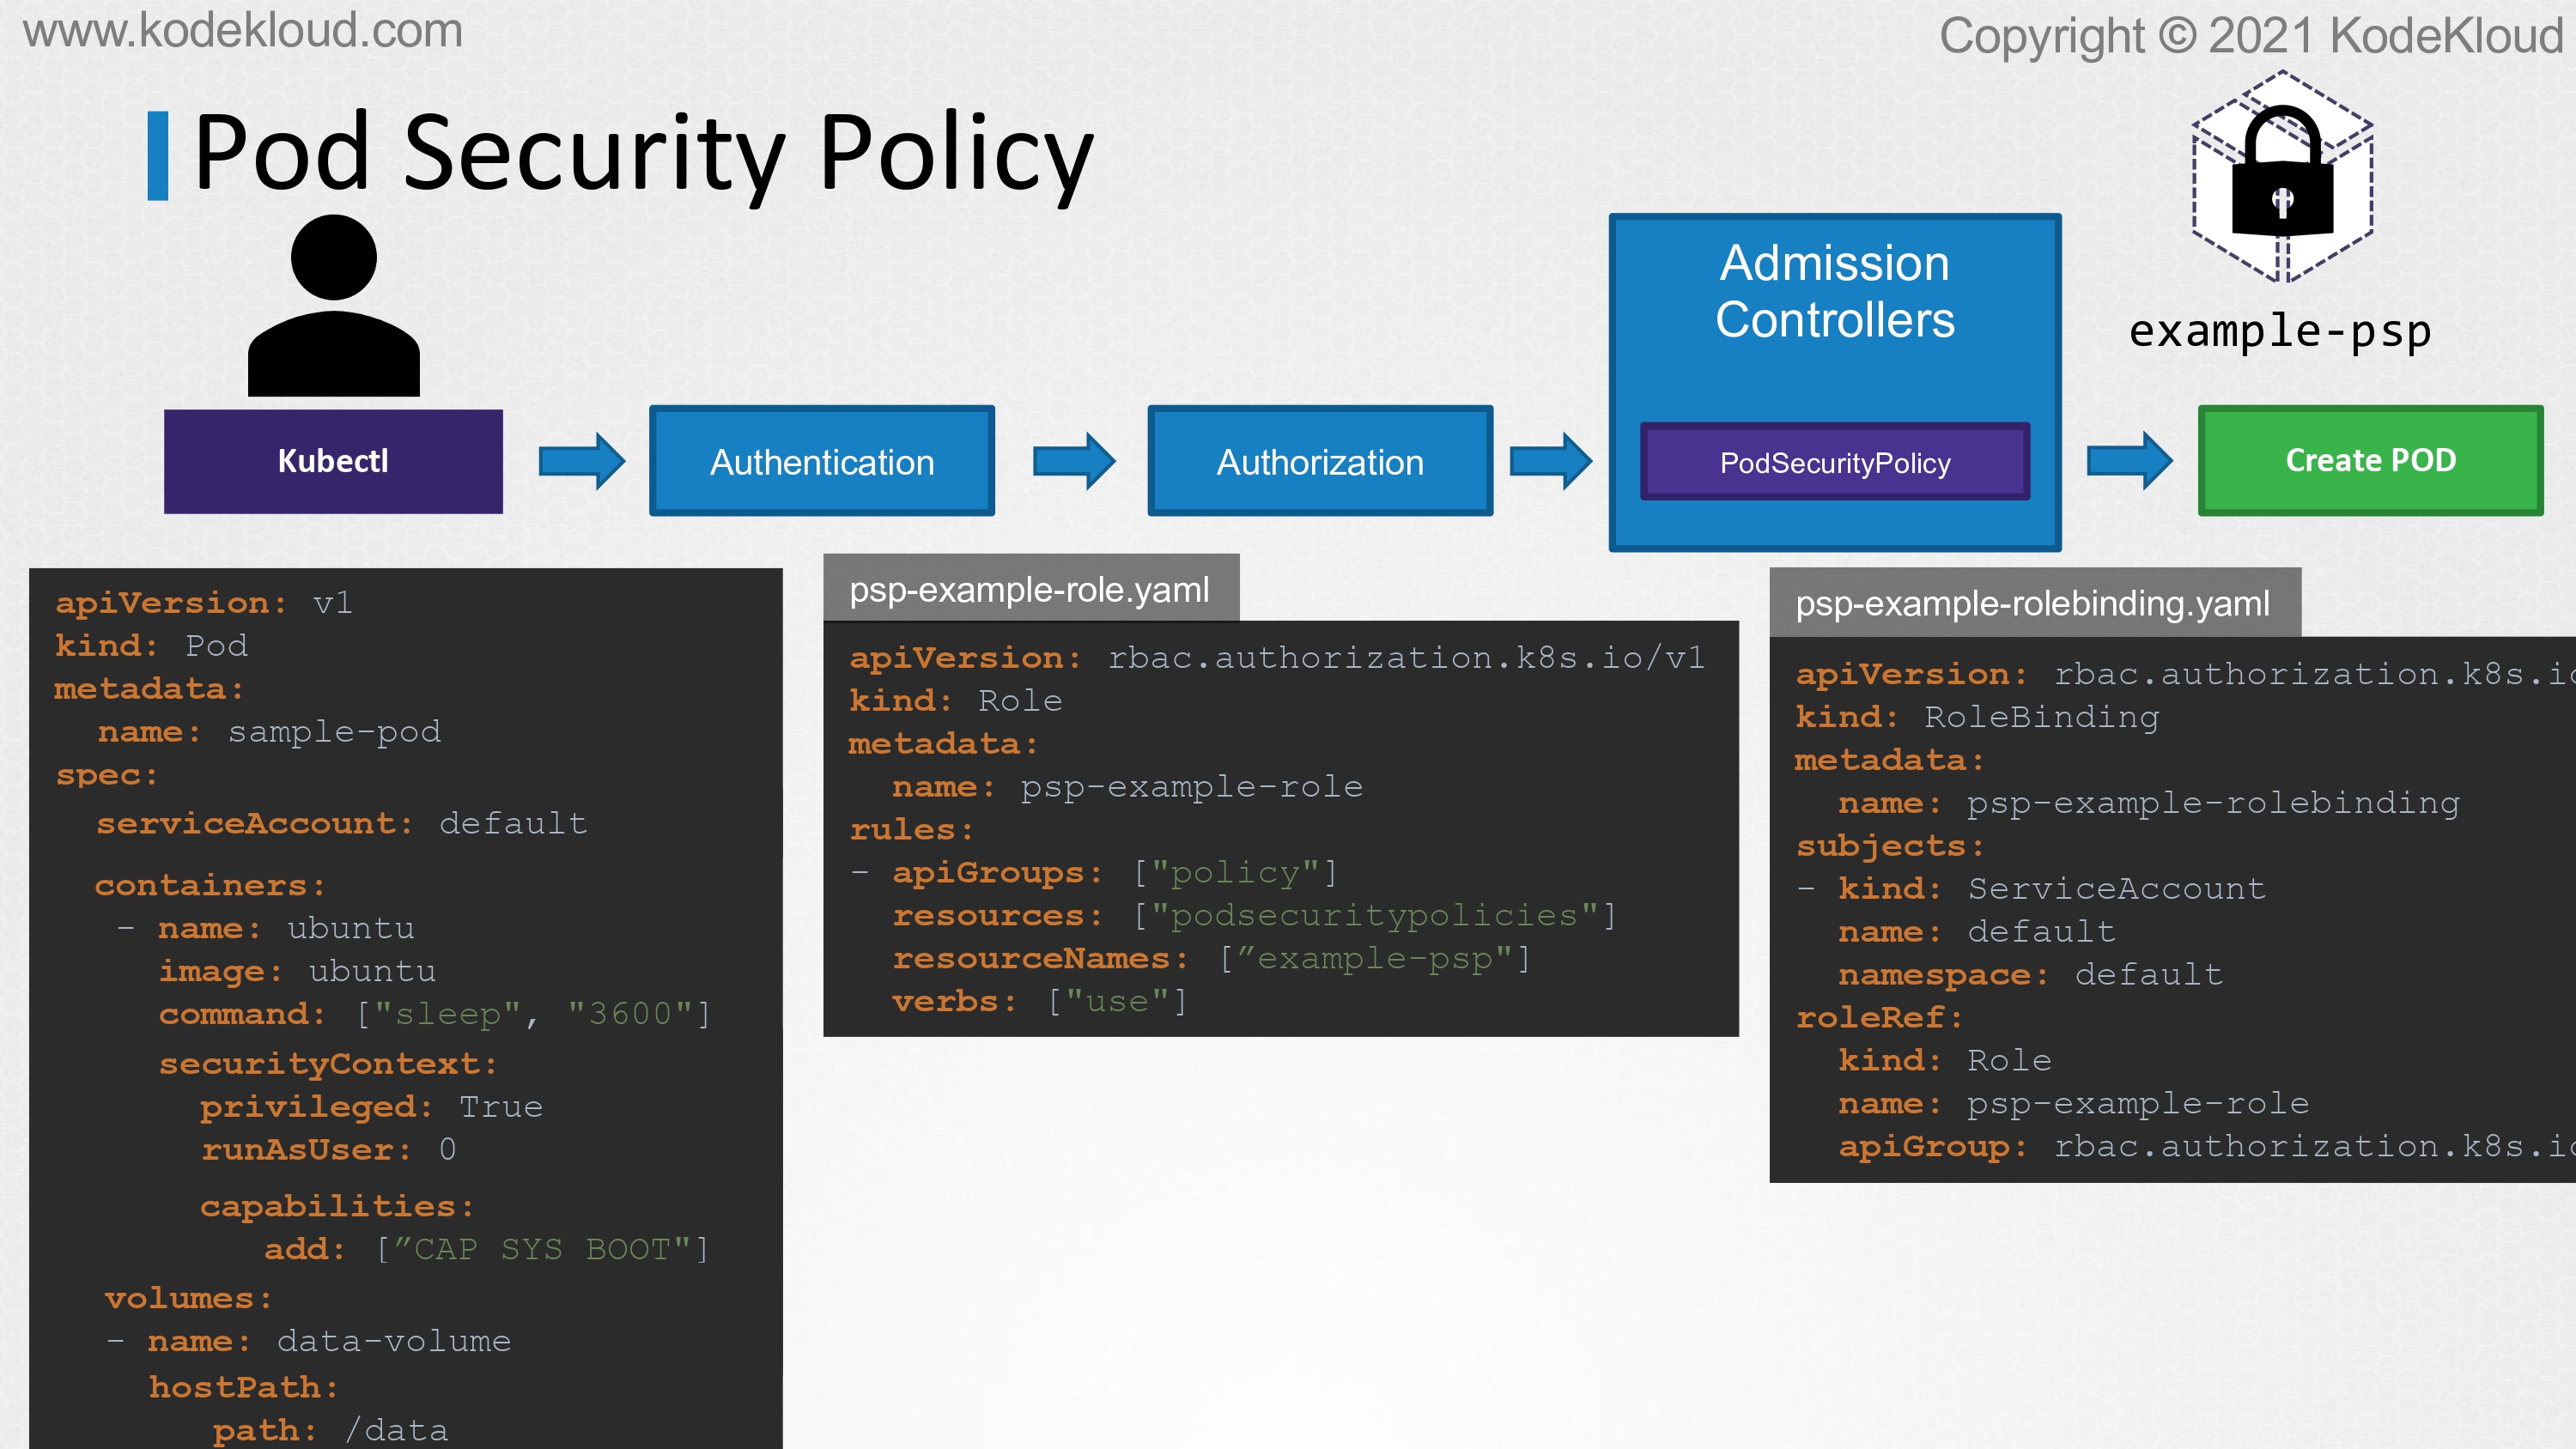 www.kodekloud.com
Copyright © 2021 KodeKloud
Pod Security Policy
example-psp
Kubectl
Authentication
Authorization
Admission
Controllers
PodSecurityPolicy
Create POD
apiVersion: v1
kind: Pod
metadata:
  name: sample-pod
spec:
  serviceAccount: default
  containers:
   - name: ubuntu
     image: ubuntu
     command: ["sleep", "3600"]
     securityContext:
       privileged: True
       runAsUser: 0
       capabilities:
          add: [”CAP SYS BOOT"]
  volumes:
  - name: data-volume
    hostPath:
       path: /data
psp-example-role.yaml
apiVersion: rbac.authorization.k8s.io/v1
kind: Role
metadata:
  name: psp-example-role
rules:
- apiGroups: ["policy"]
  resources: ["podsecuritypolicies"]
  resourceNames: [”example-psp"]
  verbs: ["use"]
psp-example-rolebinding.yaml
apiVersion: rbac.authorization.k8s.io
kind: RoleBinding
metadata:
  name: psp-example-rolebinding
subjects:
- kind: ServiceAccount
  name: default
  namespace: default
roleRef:
  kind: Role
  name: psp-example-role
  apiGroup: rbac.authorization.k8s.io